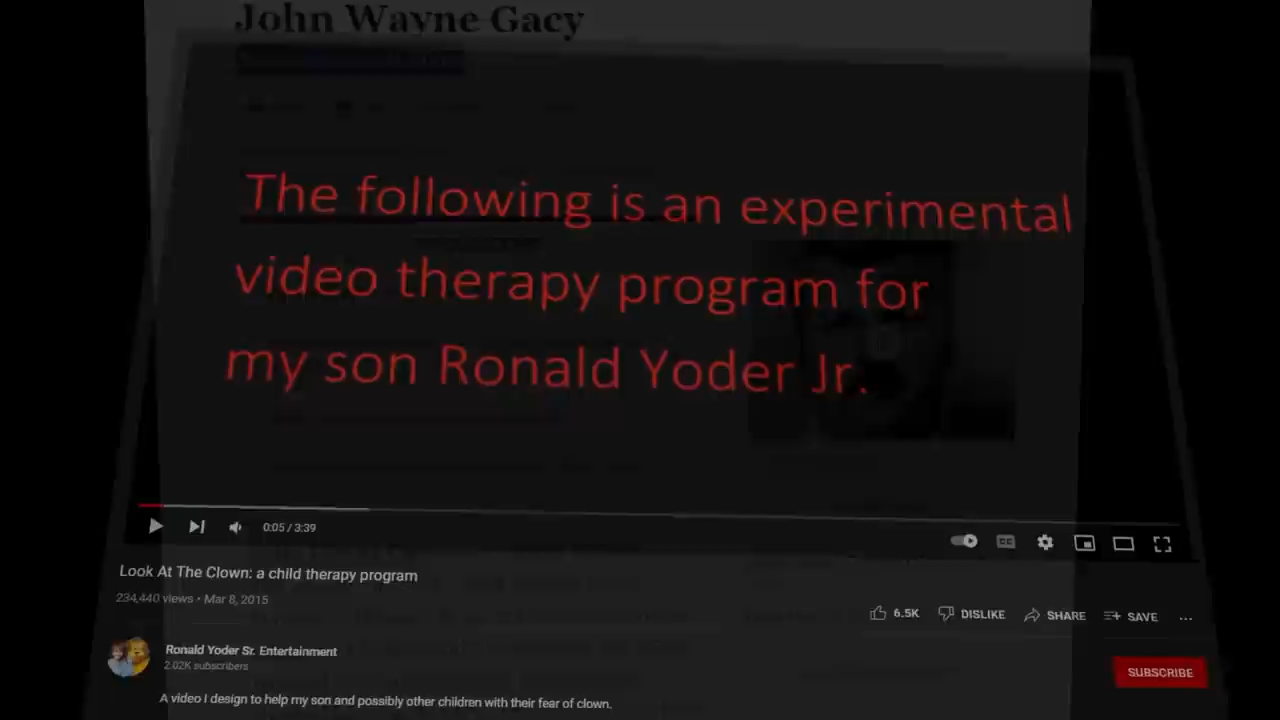 John Wayne Gacy
The following is an experimental
video therapy program for
my son Ronald Yoder Jr.
0:05 / 3:39
CC
Look At The Clown: a child therapy program
234,440 views • Mar 8, 2015
6.5K DISLIKE SHARE SAVE ...
Ronald Yoder Sr. Entertainment
2.02K subscribers
SUBSCRIBE
A video I design to help my son and possibly other children with their fear of clown.